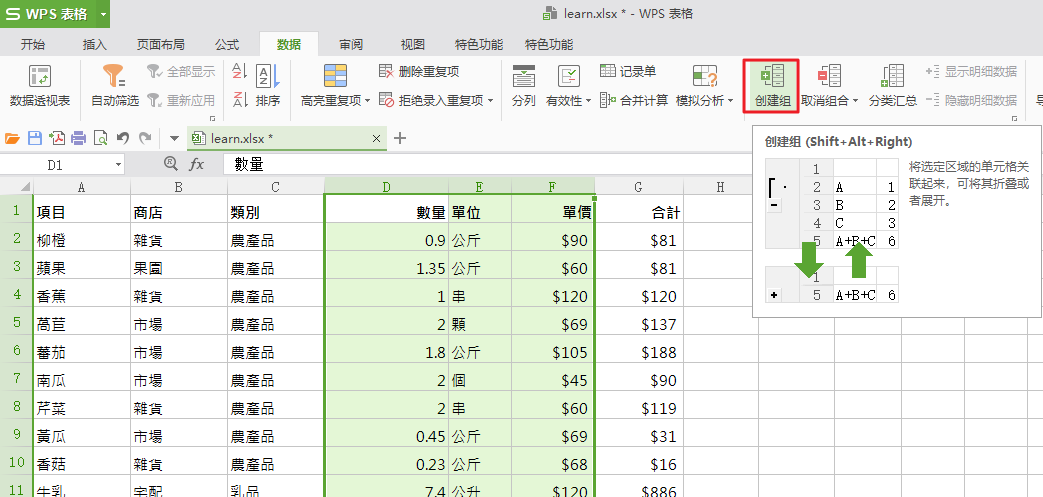 S WPS 表格
learn.xlsx * - WPS 表格
开始 插入 页面布局 公式 数据 审阅 视图 特色功能 特色功能
数据透视表 自动筛选 全部显示 重新应用 排序 高亮重复项 删除重复项 拒绝录入重复项 分列 有效性 记录单 合并计算 模拟分析 创建组 取消组合 分类汇总 显示明细数据 隐藏明细数据
learn.xlsx *
D1 fx 數量
创建组 (Shift+Alt+Right)
将选定区域的单元格关
联起来，可将其折叠或
者展开。
1
2 A 1
3 B 2
4 C 3
5 A+B+C 6
1
5 A+B+C 6
A B C D E F G H
1 項目 商店 類別 數量 單位 單價 合計
2 柳橙 雜貨 農產品 0.9 公斤 $90 $81
3 蘋果 果園 農產品 1.35 公斤 $60 $81
4 香蕉 雜貨 農產品 1 串 $120 $120
5 萵苣 市場 農產品 2 顆 $69 $137
6 蕃茄 市場 農產品 1.8 公斤 $105 $188
7 南瓜 市場 農產品 2 個 $45 $90
8 芹菜 雜貨 農產品 2 串 $60 $119
9 黃瓜 市場 農產品 0.45 公斤 $69 $31
10 香菇 雜貨 農產品 0.23 公斤 $68 $16
11 牛乳 宅配 乳品 7.4 公升 $120 $886